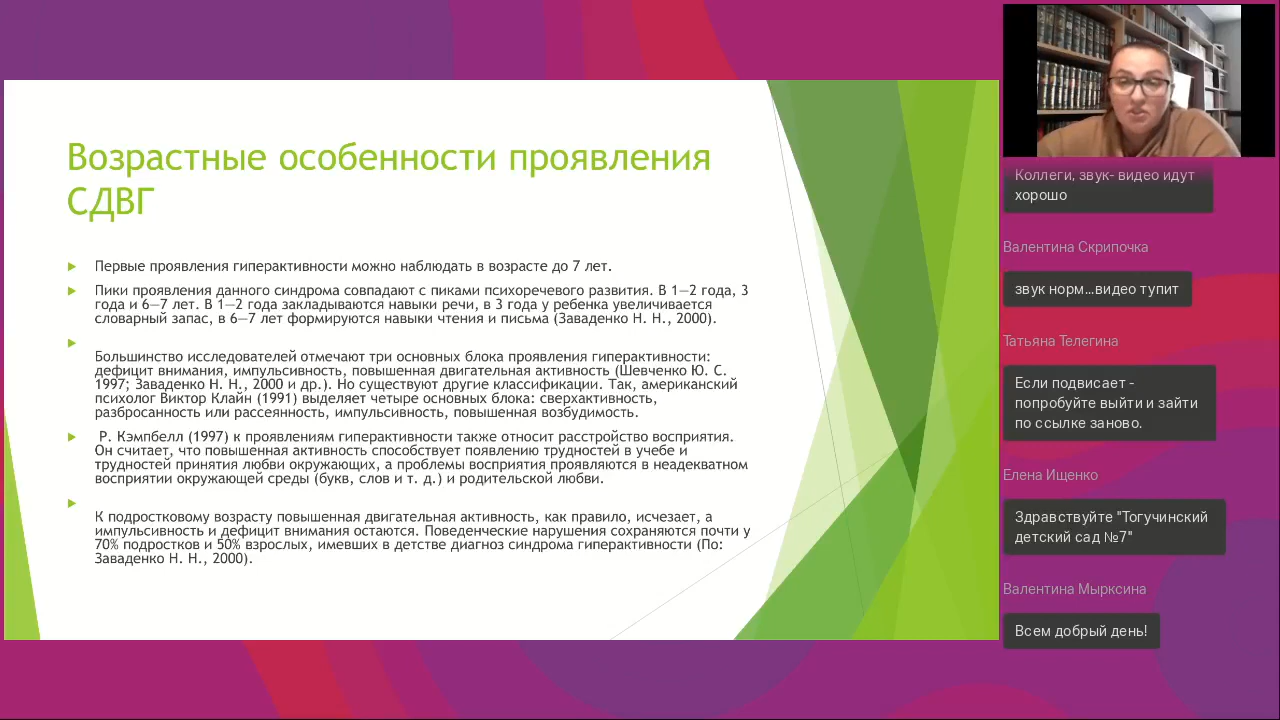 Возрастные особенности проявления
СДВГ
Первые проявления гиперактивности можно наблюдать в возрасте до 7 лет.
Пики проявления данного синдрома совпадают с пиками психоречевого развития. В 1—2 года, 3
года и 6—7 лет. В 1—2 года закладываются навыки речи, в 3 года у ребенка увеличивается
словарный запас, в 6—7 лет формируются навыки чтения и письма (Заваденко Н. Н., 2000).
Большинство исследователей отмечают три основных блока проявления гиперактивности:
дефицит внимания, импульсивность, повышенная двигательная активность (Шевченко Ю. С.
1997; Заваденко Н. Н., 2000 и др.). Но существуют другие классификации. Так, американский
психолог Виктор Клайн (1991) выделяет четыре основных блока: сверхактивность,
разбросанность или рассеянность, импульсивность, повышенная возбудимость.
Р. Кэмпбелл (1997) к проявлениям гиперактивности также относит расстройство восприятия.
Он считает, что повышенная активность способствует появлению трудностей в учебе и
трудностей принятия любви окружающих, а проблемы восприятия проявляются в неадекватном
восприятии окружающей среды (букв, слов и т. д.) и родительской любви.
К подростковому возрасту повышенная двигательная активность, как правило, исчезает, а
импульсивность и дефицит внимания остаются. Поведенческие нарушения сохраняются почти у
70% подростков и 50% взрослых, имевших в детстве диагноз синдрома гиперактивности (По:
Заваденко Н. Н., 2000).
Коллеги, звук- видео идут
хорошо
Валентина Скрипочка
звук норм...видео тупит
Татьяна Телегина
Если подвисает -
попробуйте выйти и зайти
по ссылке заново.
Елена Ищенко
Здравствуйте "Тогучинский
детский сад №7"
Валентина Мырксина
Всем добрый день!